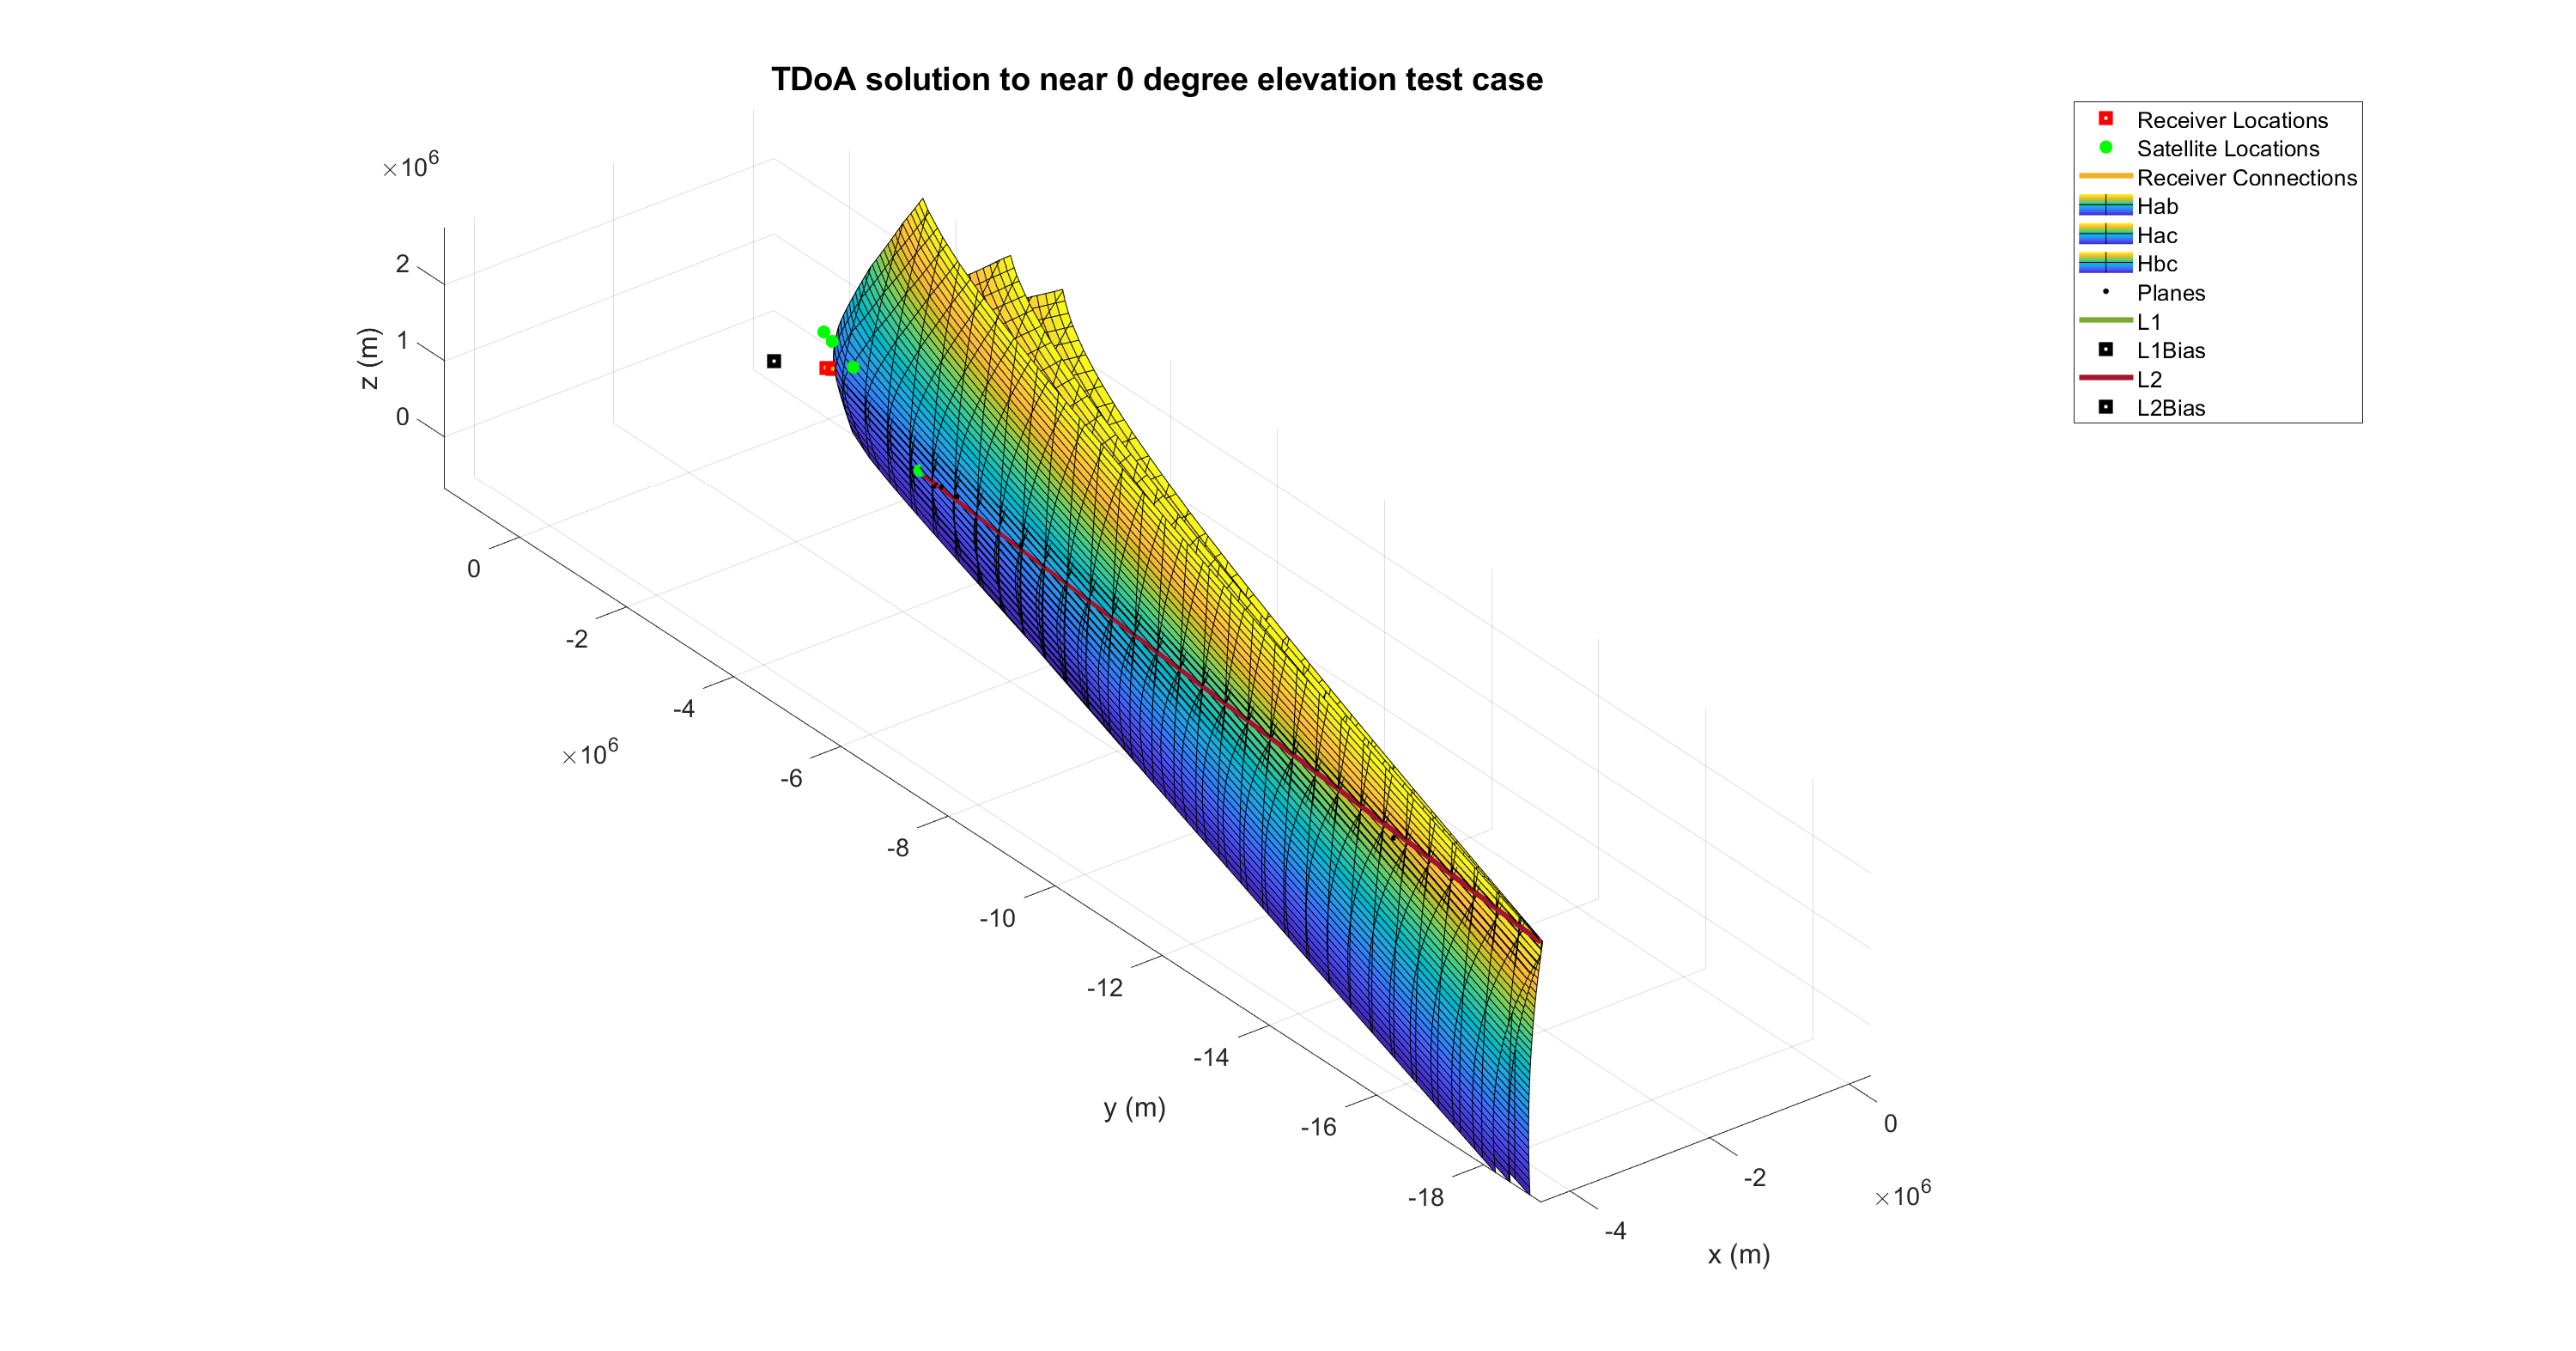 TDoA solution to near 0 degree elevation test case
Receiver Locations
Satellite Locations
Receiver Connections
Hab
Hac
Hbc
Planes
L1
L1Bias
L2
L2Bias
×10^6
2
1
0
z (m)
0
-2
-4
-6
-8
-10
-12
-14
-16
-18
×10^6
y (m)
0
-2
-4
×10^6
x (m)